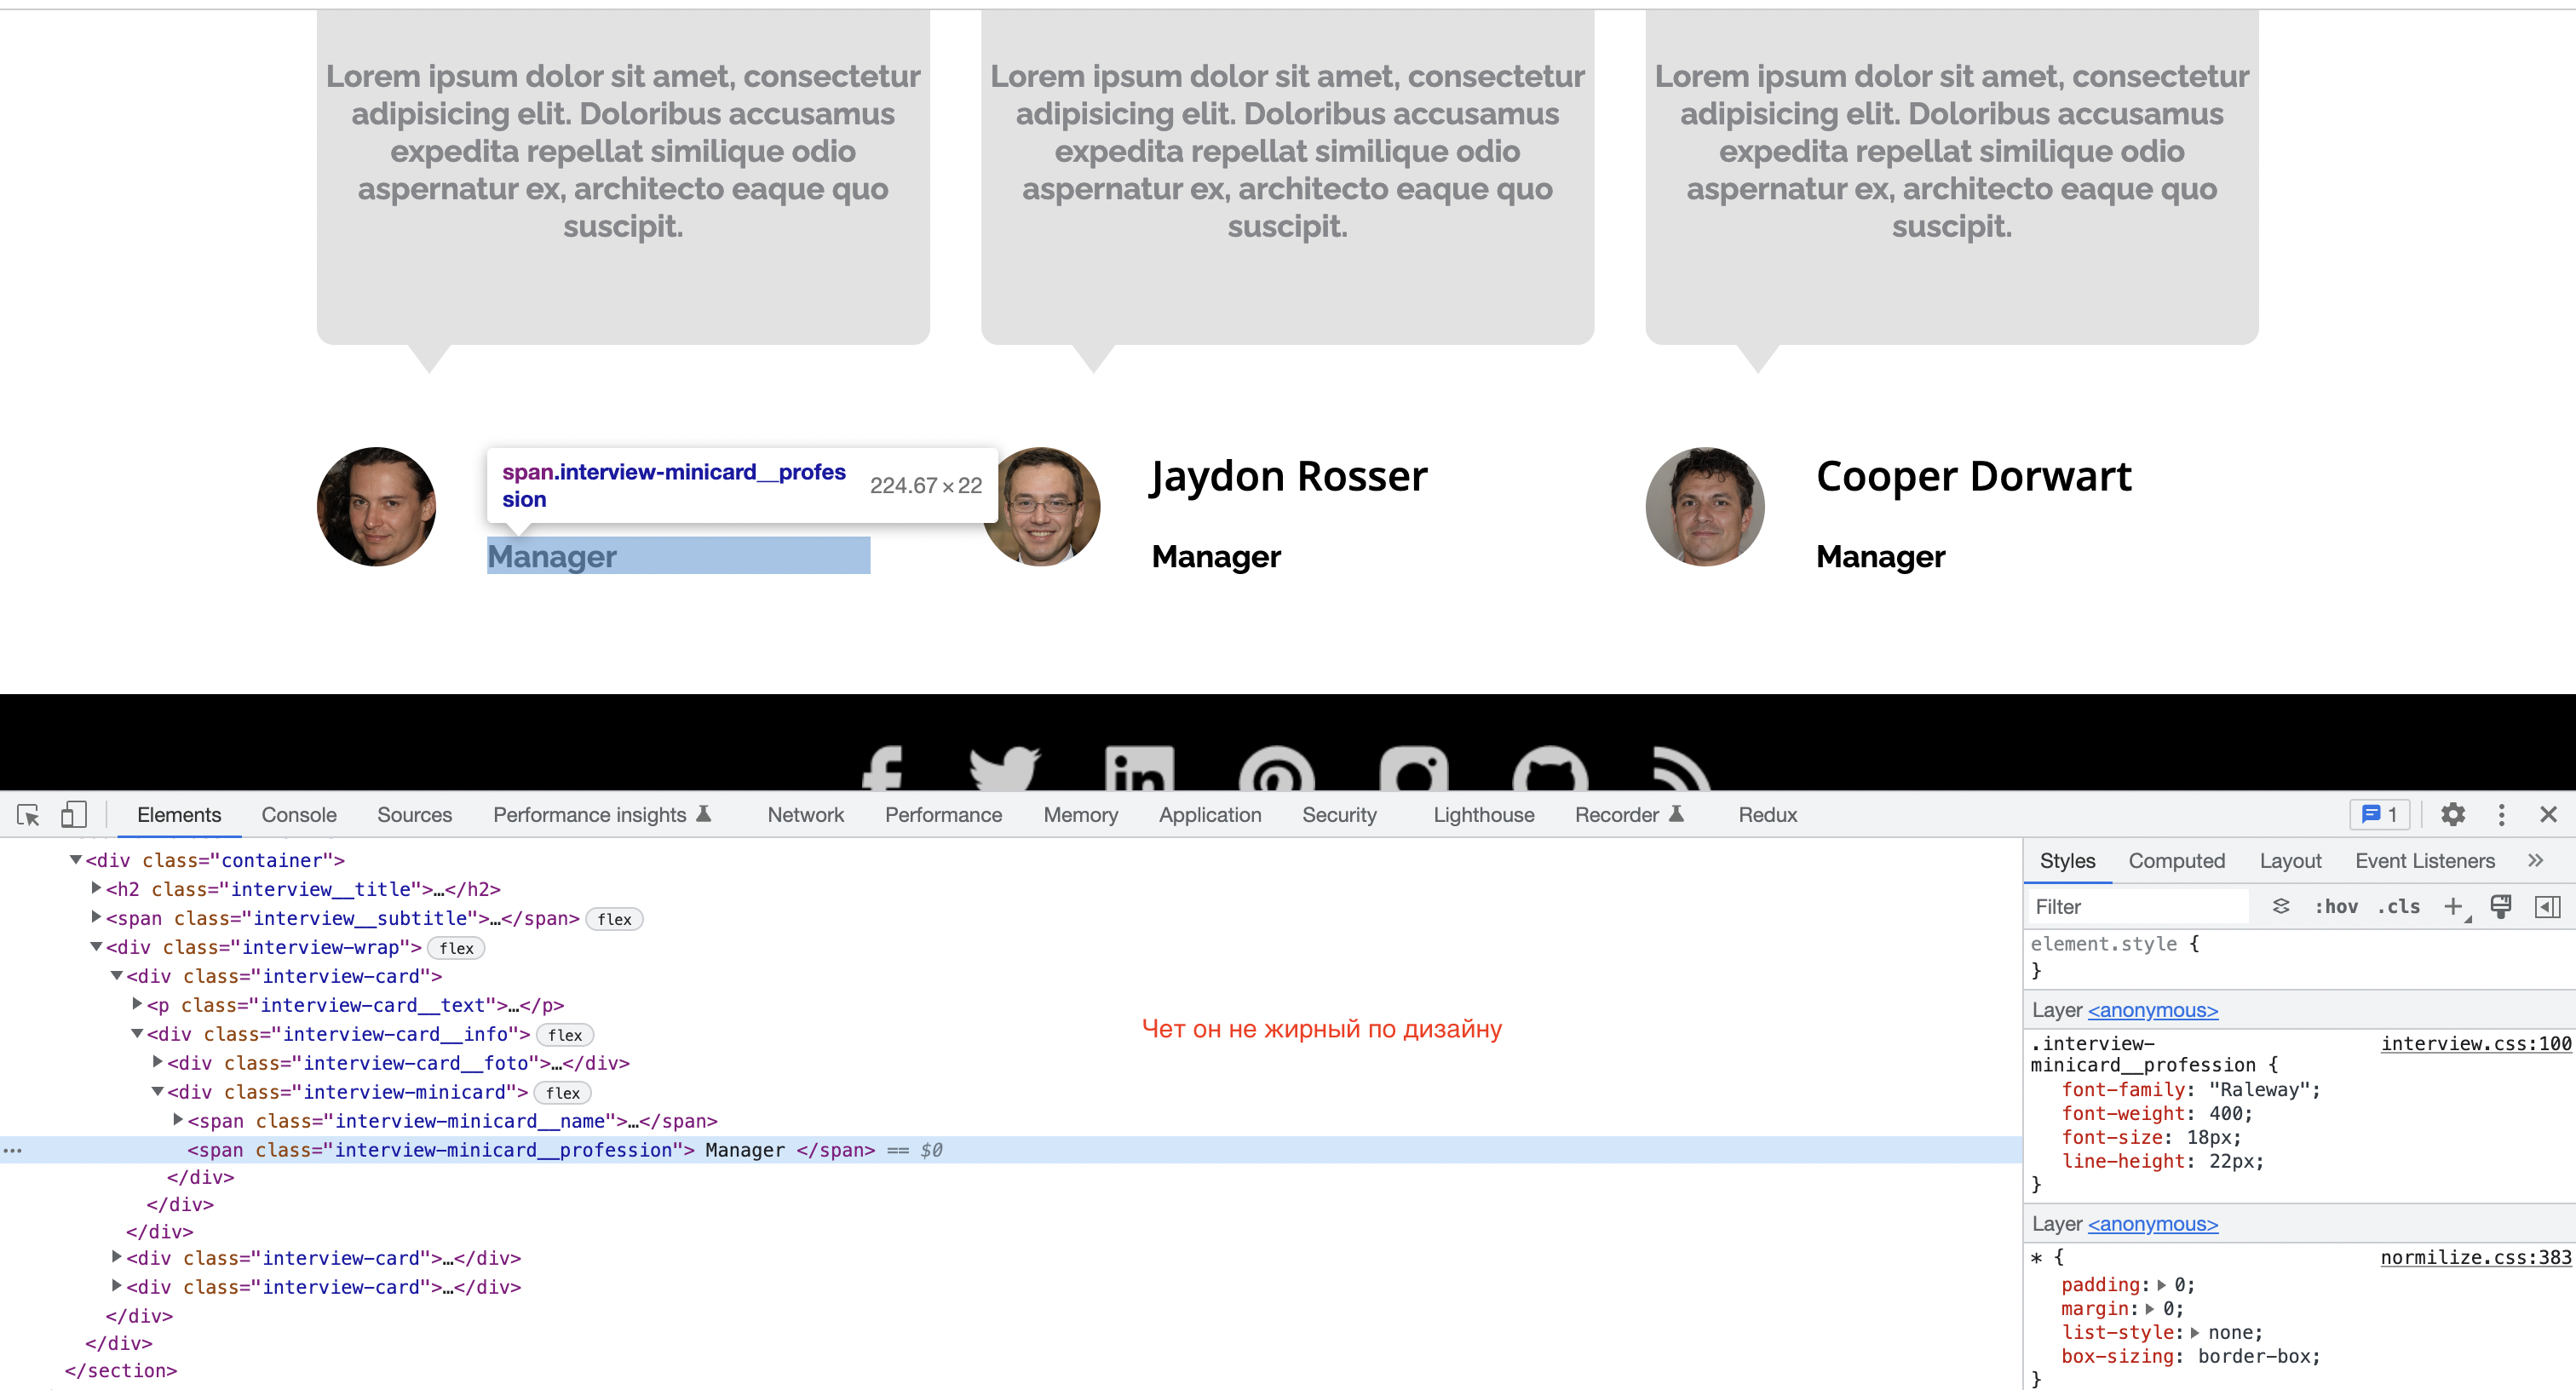 Lorem ipsum dolor sit amet, consectetur
adipisicing elit. Doloribus accusamus
expedita repellat similique odio
aspernatur ex, architecto eaque quo
suscipit.
Lorem ipsum dolor sit amet, consectetur
adipisicing elit. Doloribus accusamus
expedita repellat similique odio
aspernatur ex, architecto eaque quo
suscipit.
Lorem ipsum dolor sit amet, consectetur
adipisicing elit. Doloribus accusamus
expedita repellat similique odio
aspernatur ex, architecto eaque quo
suscipit.
span.interview-minicard__profes
sion
224.67 × 22
Manager
Jaydon Rosser
Manager
Cooper Dorwart
Manager
Elements Console Sources Performance insights Network Performance Memory Application Security Lighthouse Recorder Redux 1
<div class="container">
<h2 class="interview__title">…</h2>
<span class="interview__subtitle">…</span> flex
<div class="interview-wrap"> flex
<div class="interview-card">
<p class="interview-card__text">…</p>
<div class="interview-card__info"> flex
<div class="interview-card__foto">…</div>
<div class="interview-minicard"> flex
<span class="interview-minicard__name">…</span>
<span class="interview-minicard__profession"> Manager </span> == $0
</div>
</div>
</div>
<div class="interview-card">…</div>
<div class="interview-card">…</div>
</div>
</div>
</section>
Чет он не жирный по дизайну
Styles Computed Layout Event Listeners
Filter :hov .cls
element.style {
}
Layer <anonymous>
.interview- interview.css:100
minicard__profession {
font-family: "Raleway";
font-weight: 400;
font-size: 18px;
line-height: 22px;
}
Layer <anonymous>
* { normilize.css:383
padding: 0;
margin: 0;
list-style: none;
box-sizing: border-box;
}